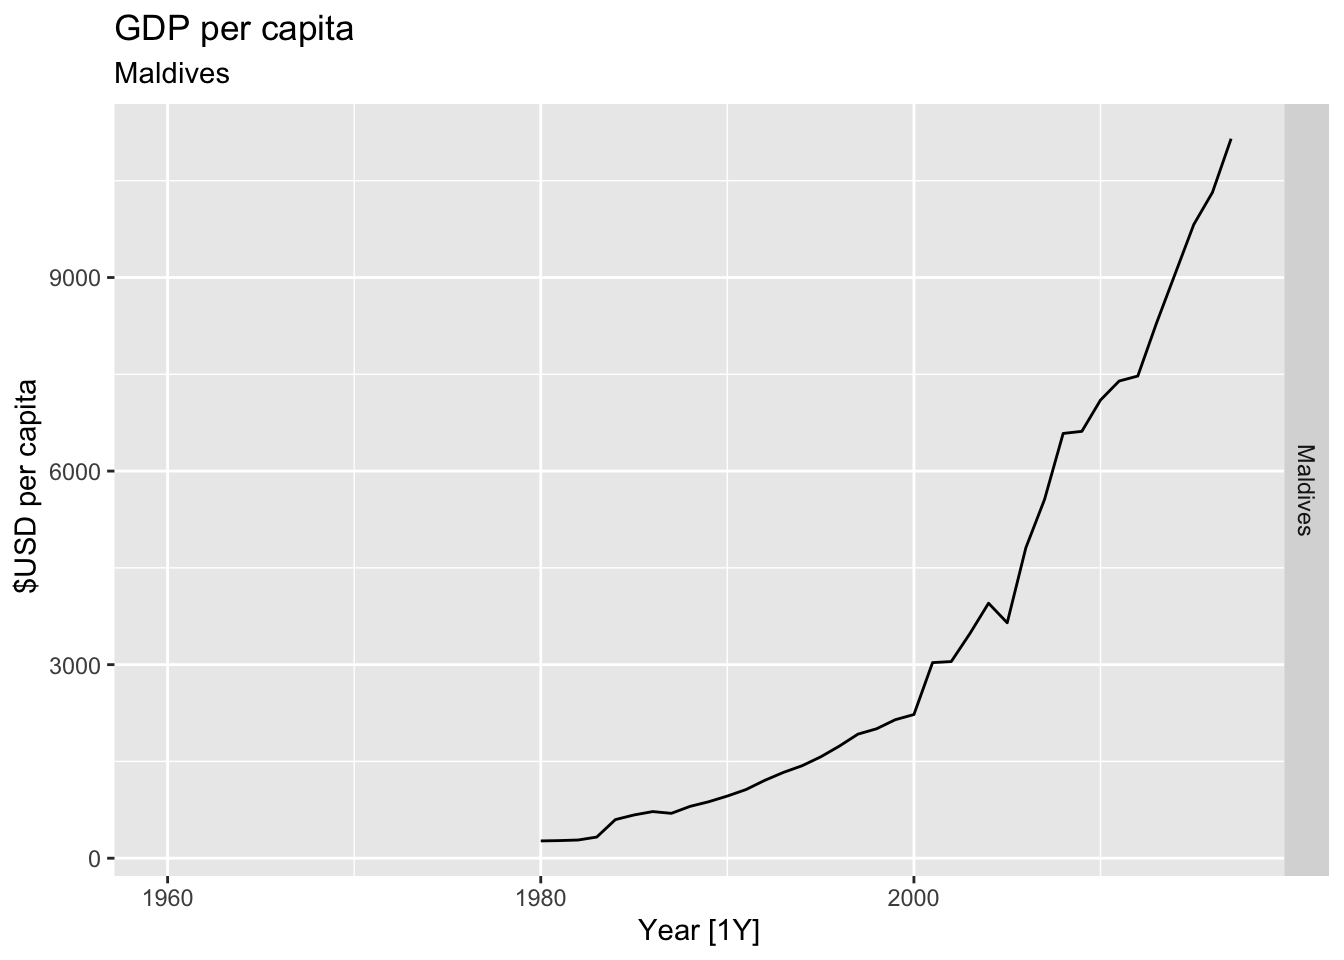 GDP per capita
Maldives
9000
6000
3000
0
$USD per capita
Maldives
1960
1980
2000
Year [1Y]